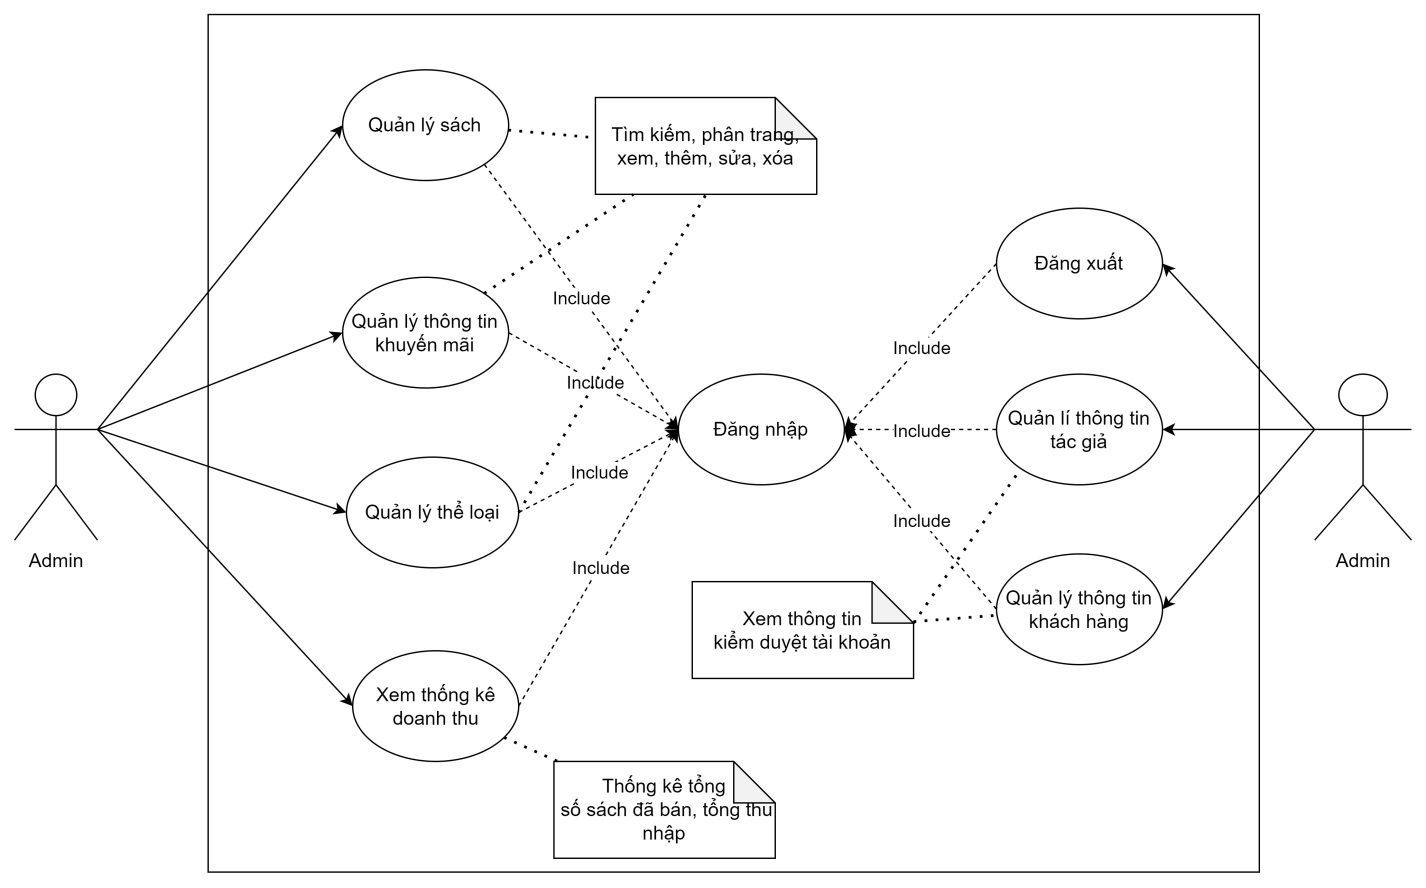 Quản lý sách
Tìm kiếm, phân trang,
xem, thêm, sửa, xóa
Đăng xuất
Include
Quản lý thông tin
khuyến mãi
Include
Include
Quản lí thông tin
tác giả
Đăng nhập
Include
Include
Quản lý thể loại
Include
Admin
Admin
Include
Quản lý thông tin
khách hàng
Xem thông tin
kiểm duyệt tài khoản
Xem thống kê
doanh thu
Thống kê tổng
số sách đã bán, tổng thu
nhập